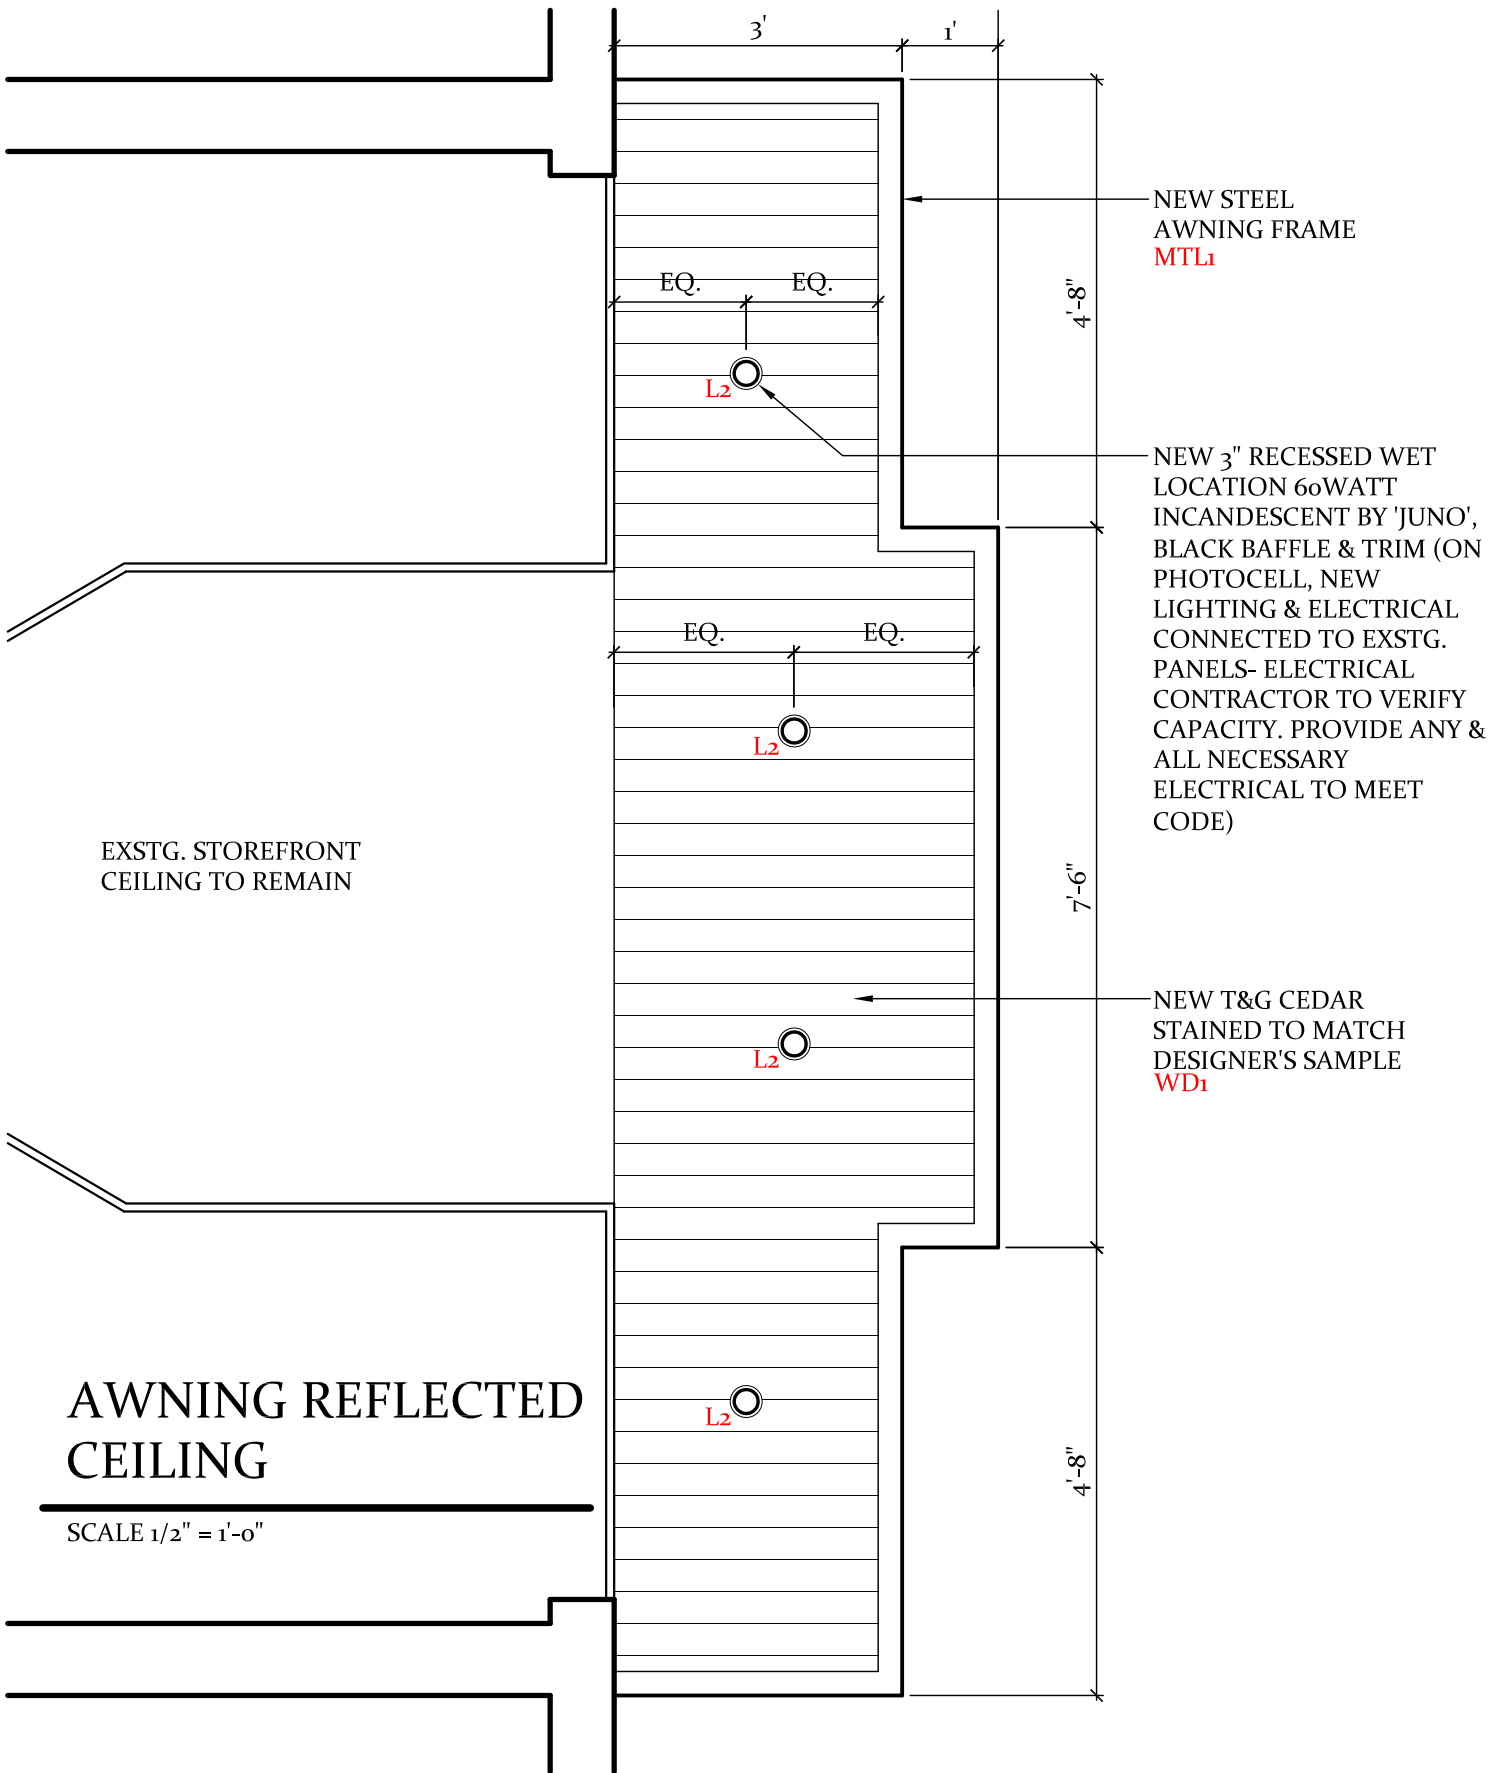 3'
1'
NEW STEEL
AWNING FRAME
MTL1
EQ.
EQ.
4'-8"
L2
NEW 3" RECESSED WET
LOCATION 60WATT
INCANDESCENT BY 'JUNO',
BLACK BAFFLE & TRIM (ON
PHOTOCELL, NEW
LIGHTING & ELECTRICAL
CONNECTED TO EXSTG.
PANELS- ELECTRICAL
CONTRACTOR TO VERIFY
CAPACITY. PROVIDE ANY &
ALL NECESSARY
ELECTRICAL TO MEET
CODE)
EQ.
EQ.
L2
EXSTG. STOREFRONT
CEILING TO REMAIN
7'-6"
NEW T&G CEDAR
STAINED TO MATCH
DESIGNER'S SAMPLE
WD1
L2
L2
4'-8"
AWNING REFLECTED
CEILING
SCALE 1/2" = 1'-0"